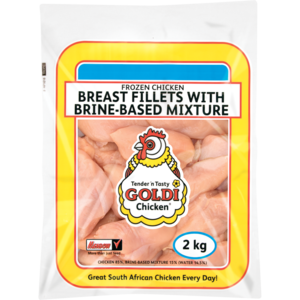 FROZEN CHICKEN
BREAST FILLETS WITH
BRINE-BASED MIXTURE
Tender 'n Tasty
GOLDI
Chicken
2 kg
Great South African Chicken Every Day!